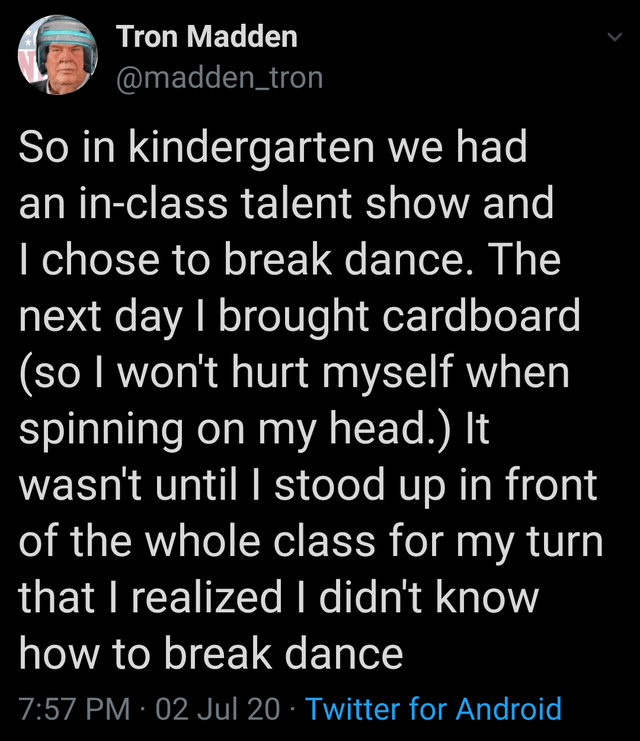 Tron Madden
@madden_tron
So in kindergarten we had
an in-class talent show and
I chose to break dance. The
next day I brought cardboard
(so I won't hurt myself when
spinning on my head.) It
wasn't until I stood up in front
of the whole class for my turn
that I realized I didn't know
how to break dance
7:57 PM · 02 Jul 20 · Twitter for Android